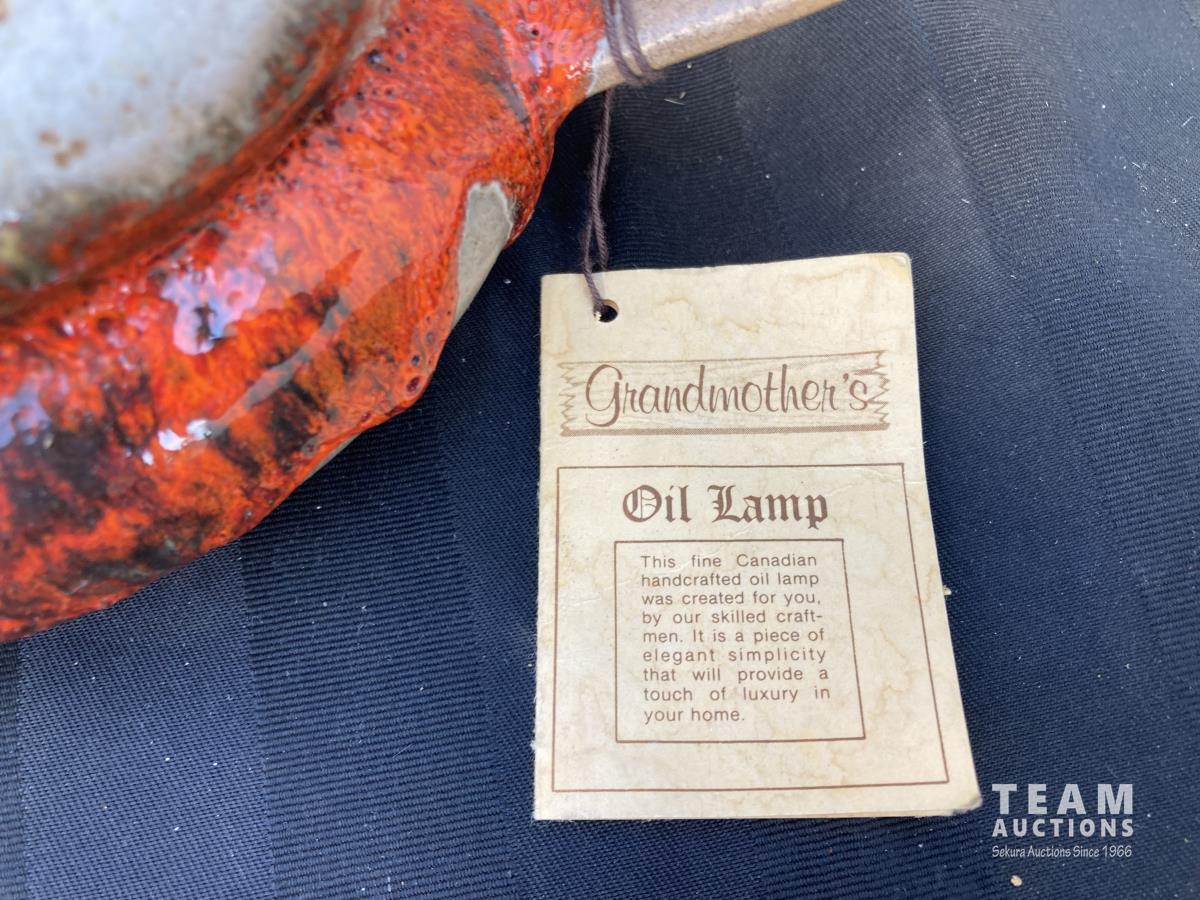 Grandmother's
Oil Lamp
This fine Canadian
handcrafted oil lamp
was created for you,
by our skilled craft-
men. It is a piece of
elegant simplicity
that will provide a
touch of luxury in
your home.
TEAM
AUCTIONS
Sekura Auctions Since 1966